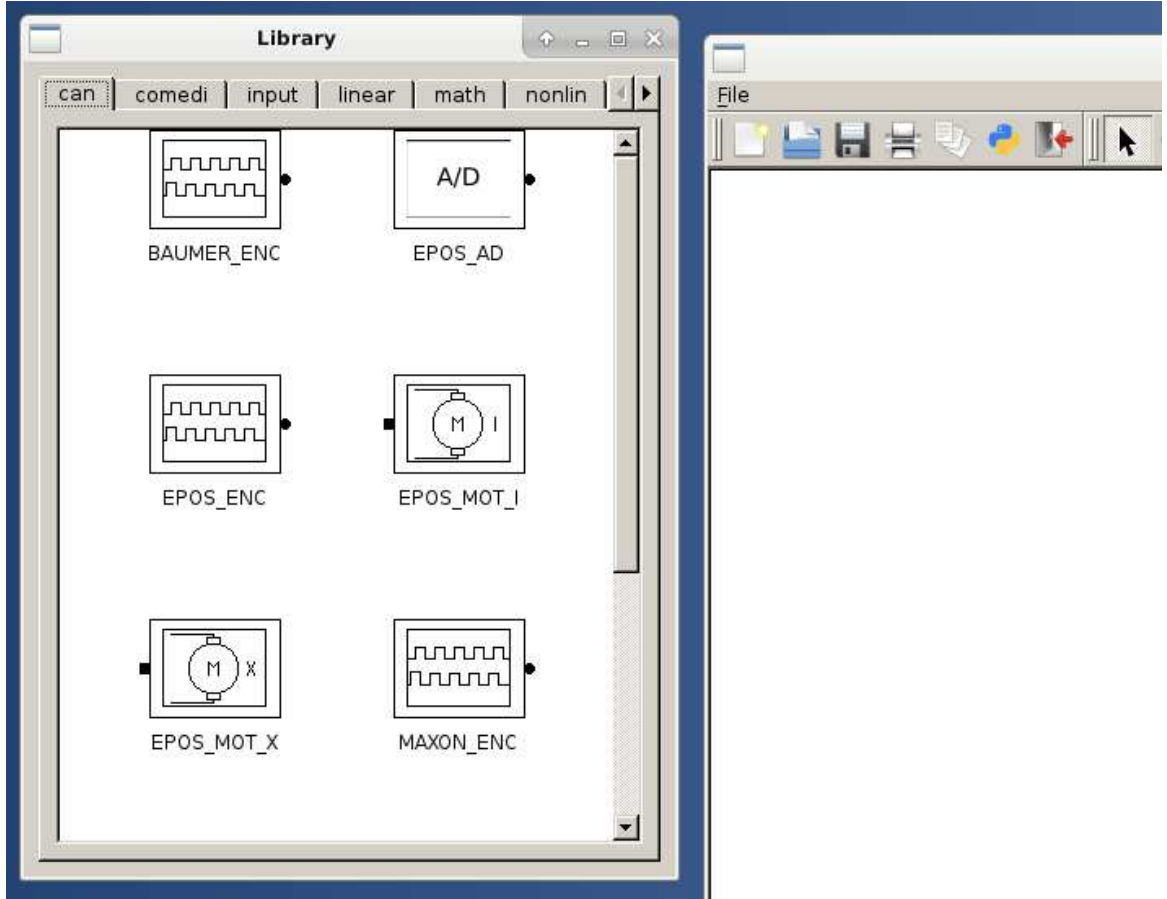 Library
can comedi input linear math nonlin
File
A/D
BAUMER_ENC EPOS_AD
M I
EPOS_ENC EPOS_MOT_I
M X
EPOS_MOT_X MAXON_ENC